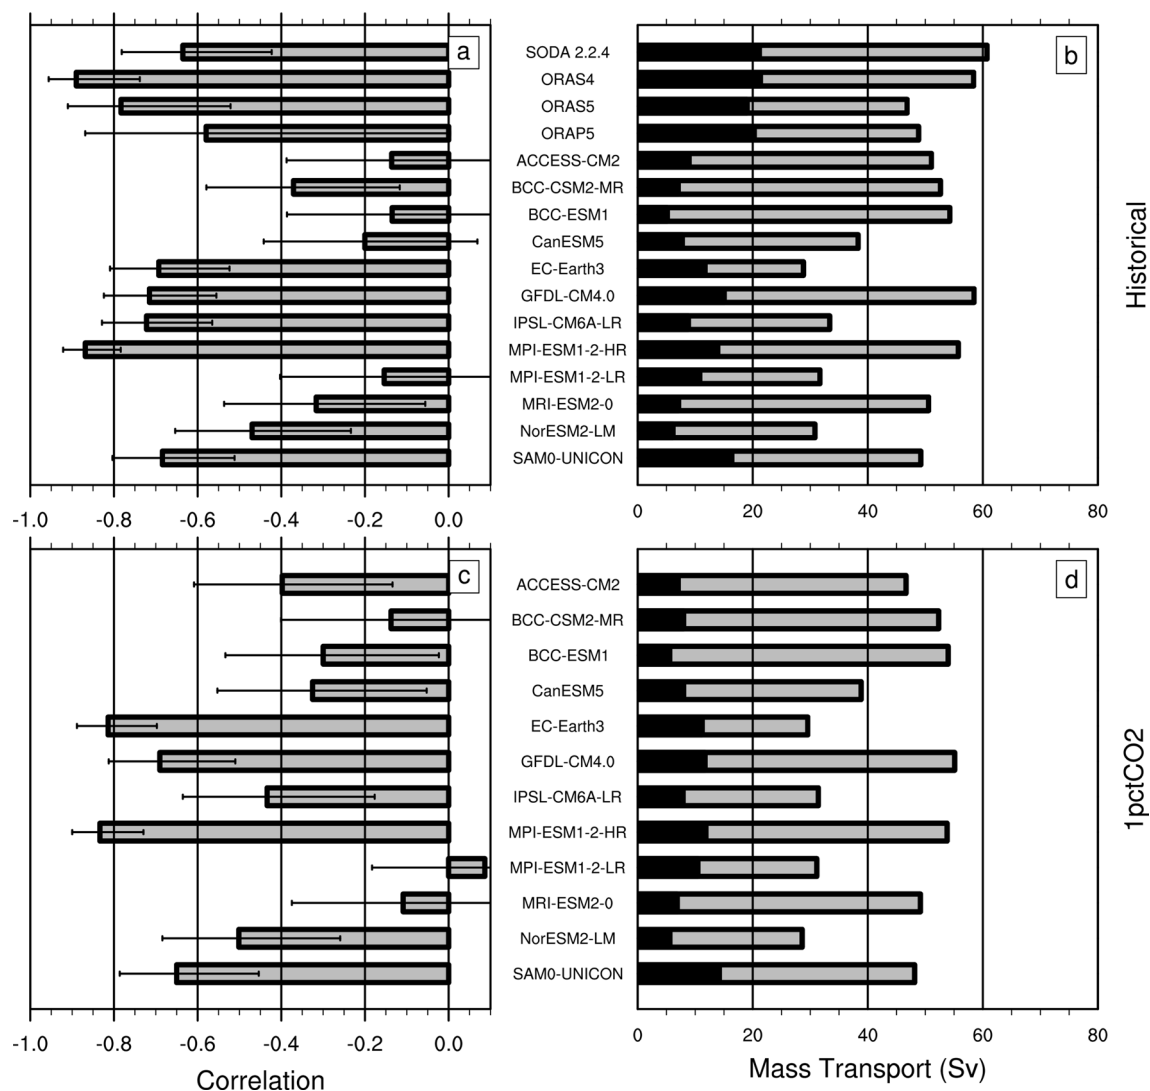 a
b
SODA 2.2.4
ORAS4
ORAS5
ORAP5
ACCESS-CM2
BCC-CSM2-MR
BCC-ESM1
CanESM5
EC-Earth3
GFDL-CM4.0
IPSL-CM6A-LR
MPI-ESM1-2-HR
MPI-ESM1-2-LR
MRI-ESM2-0
NorESM2-LM
SAM0-UNICON
Historical
-1.0 -0.8 -0.6 -0.4 -0.2 0.0
0 20 40 60 80
c
d
ACCESS-CM2
BCC-CSM2-MR
BCC-ESM1
CanESM5
EC-Earth3
GFDL-CM4.0
IPSL-CM6A-LR
MPI-ESM1-2-HR
MPI-ESM1-2-LR
MRI-ESM2-0
NorESM2-LM
SAM0-UNICON
1pctCO2
-1.0 -0.8 -0.6 -0.4 -0.2 0.0
0 20 40 60 80
Correlation
Mass Transport (Sv)